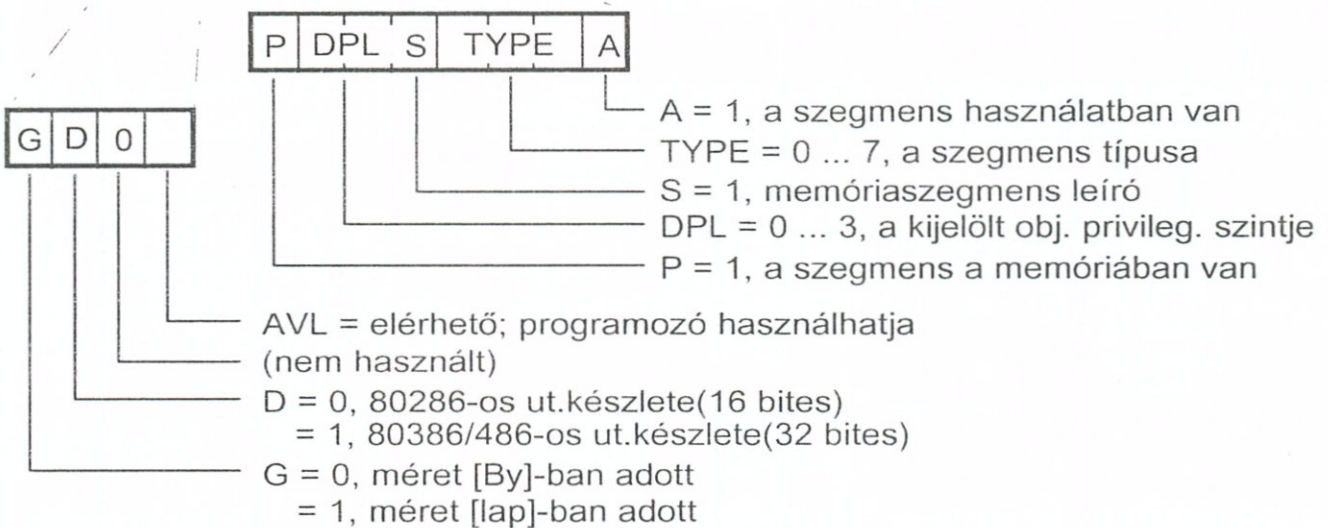 P DPL S TYPE A
G D 0
A = 1, a szegmens használatban van
TYPE = 0 ... 7, a szegmens típusa
S = 1, memóriaszegmens leíró
DPL = 0 ... 3, a kijelölt obj. privileg. szintje
P = 1, a szegmens a memóriában van
AVL = elérhető; programozó használhatja
(nem használt)
D = 0, 80286-os ut.készlete(16 bites)
= 1, 80386/486-os ut.készlete(32 bites)
G = 0, méret [By]-ban adott
= 1, méret [lap]-ban adott